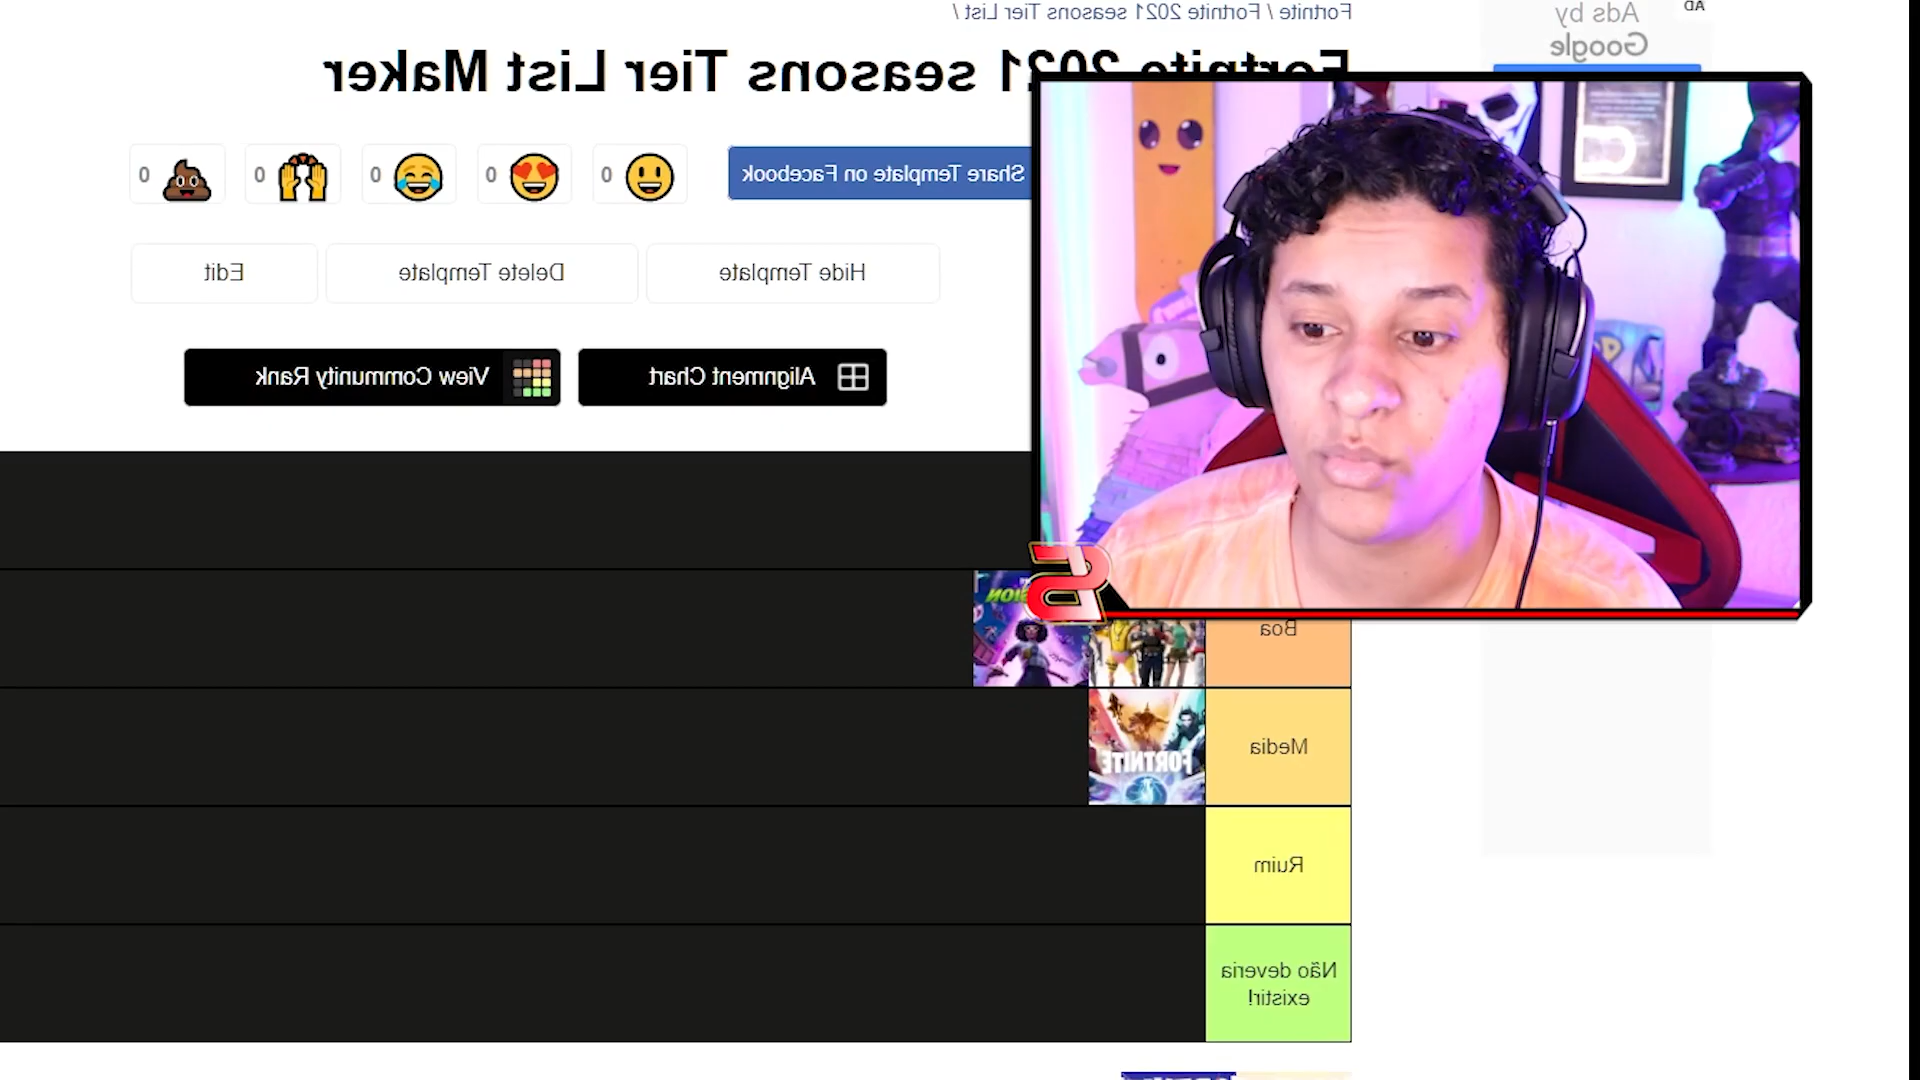 Fortnite / Fortnite 2021 seasons Tier List /
AD
Ads by
Google
Fortnite 2021 seasons Tier List Maker
Share Template on Facebook
0
0
0
0
0
Hide Template
Delete Template
Edit
Alignment Chart
View Community Rank
Boa
Media
FORTNITE
Ruim
Não deveria
existir!